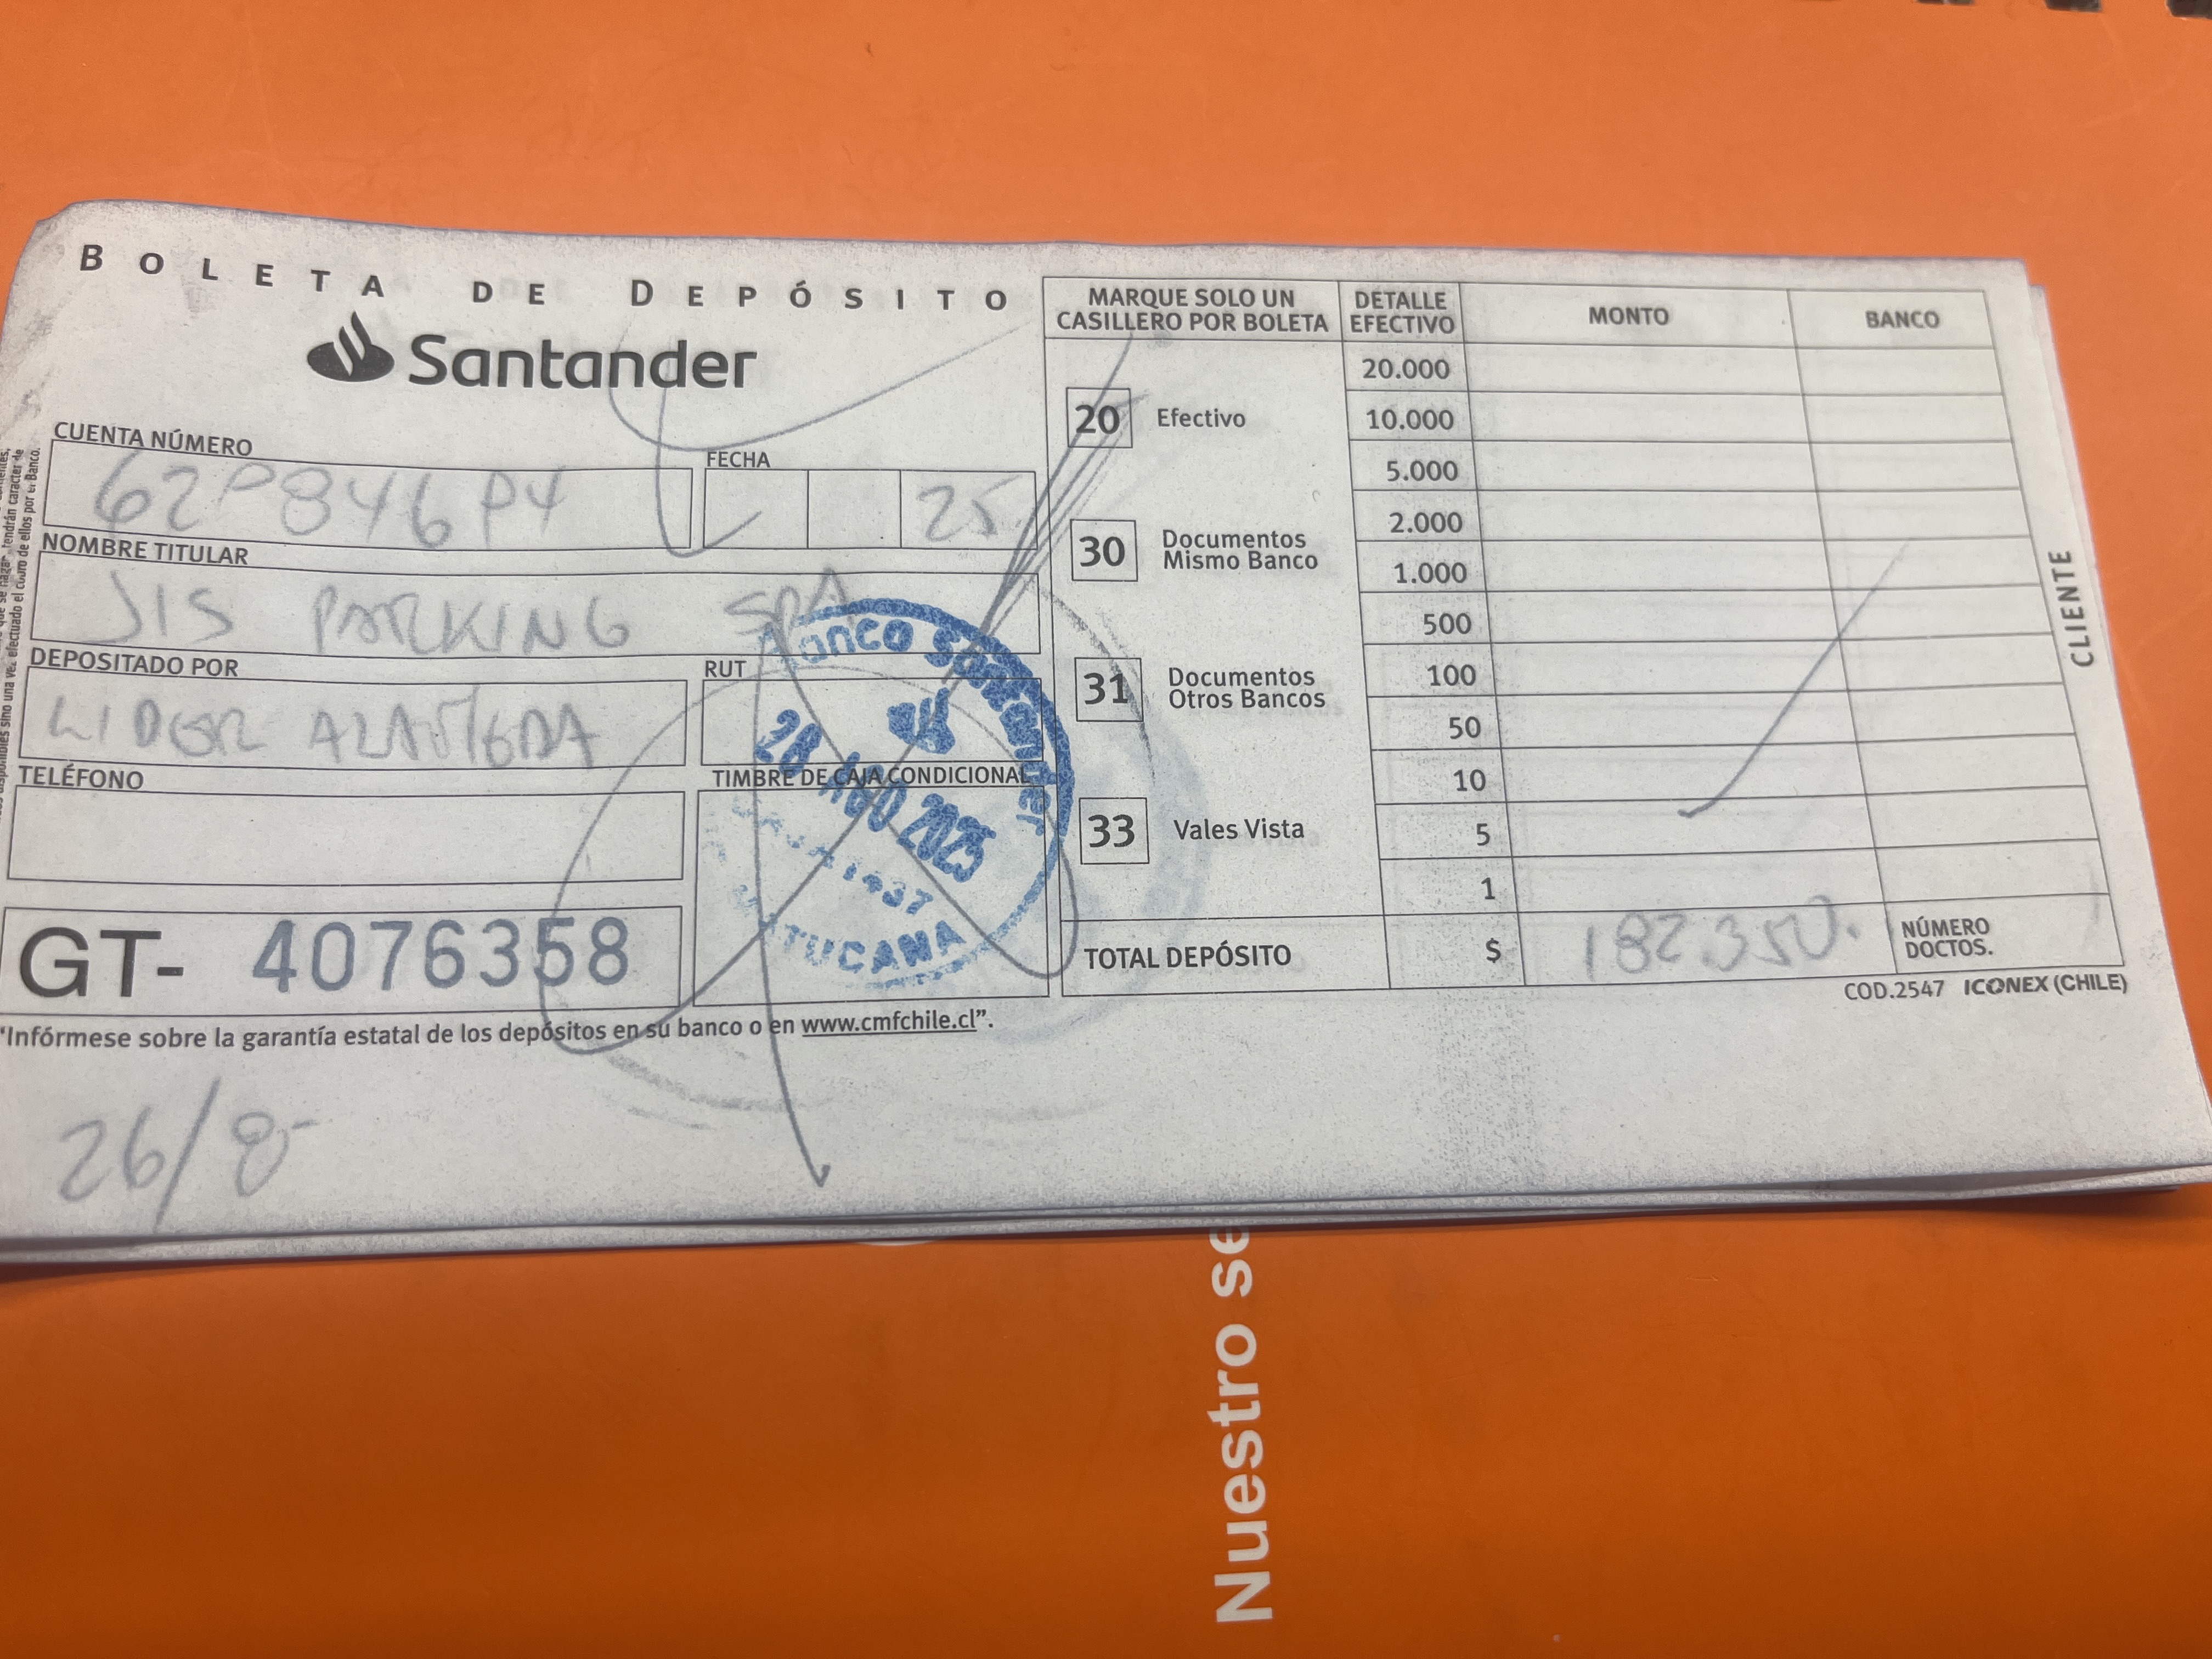 BOLETA DE DEPÓSITO
Santander
CUENTA NÚMERO
62984694
FECHA
25
NOMBRE TITULAR
JIS PARKING SPA
DEPOSITADO POR
LIDER ALAMEDA
RUT
TELÉFONO
TIMBRE DE CAJA CONDICIONAL
Banco Santander
28 AGO 2025
TUCANA
GT- 4076358
"Infórmese sobre la garantía estatal de los depósitos en su banco o en www.cmfchile.cl".
26/8
MARQUE SOLO UN
CASILLERO POR BOLETA
20 Efectivo
30 Documentos
Mismo Banco
31 Documentos
Otros Bancos
33 Vales Vista
DETALLE
EFECTIVO
MONTO
BANCO
20.000
10.000
5.000
2.000
1.000
500
100
50
10
5
1
TOTAL DEPÓSITO
$
182.350.
NÚMERO
DOCTOS.
COD.2547 ICONEX (CHILE)
CLIENTE
Nuestro se